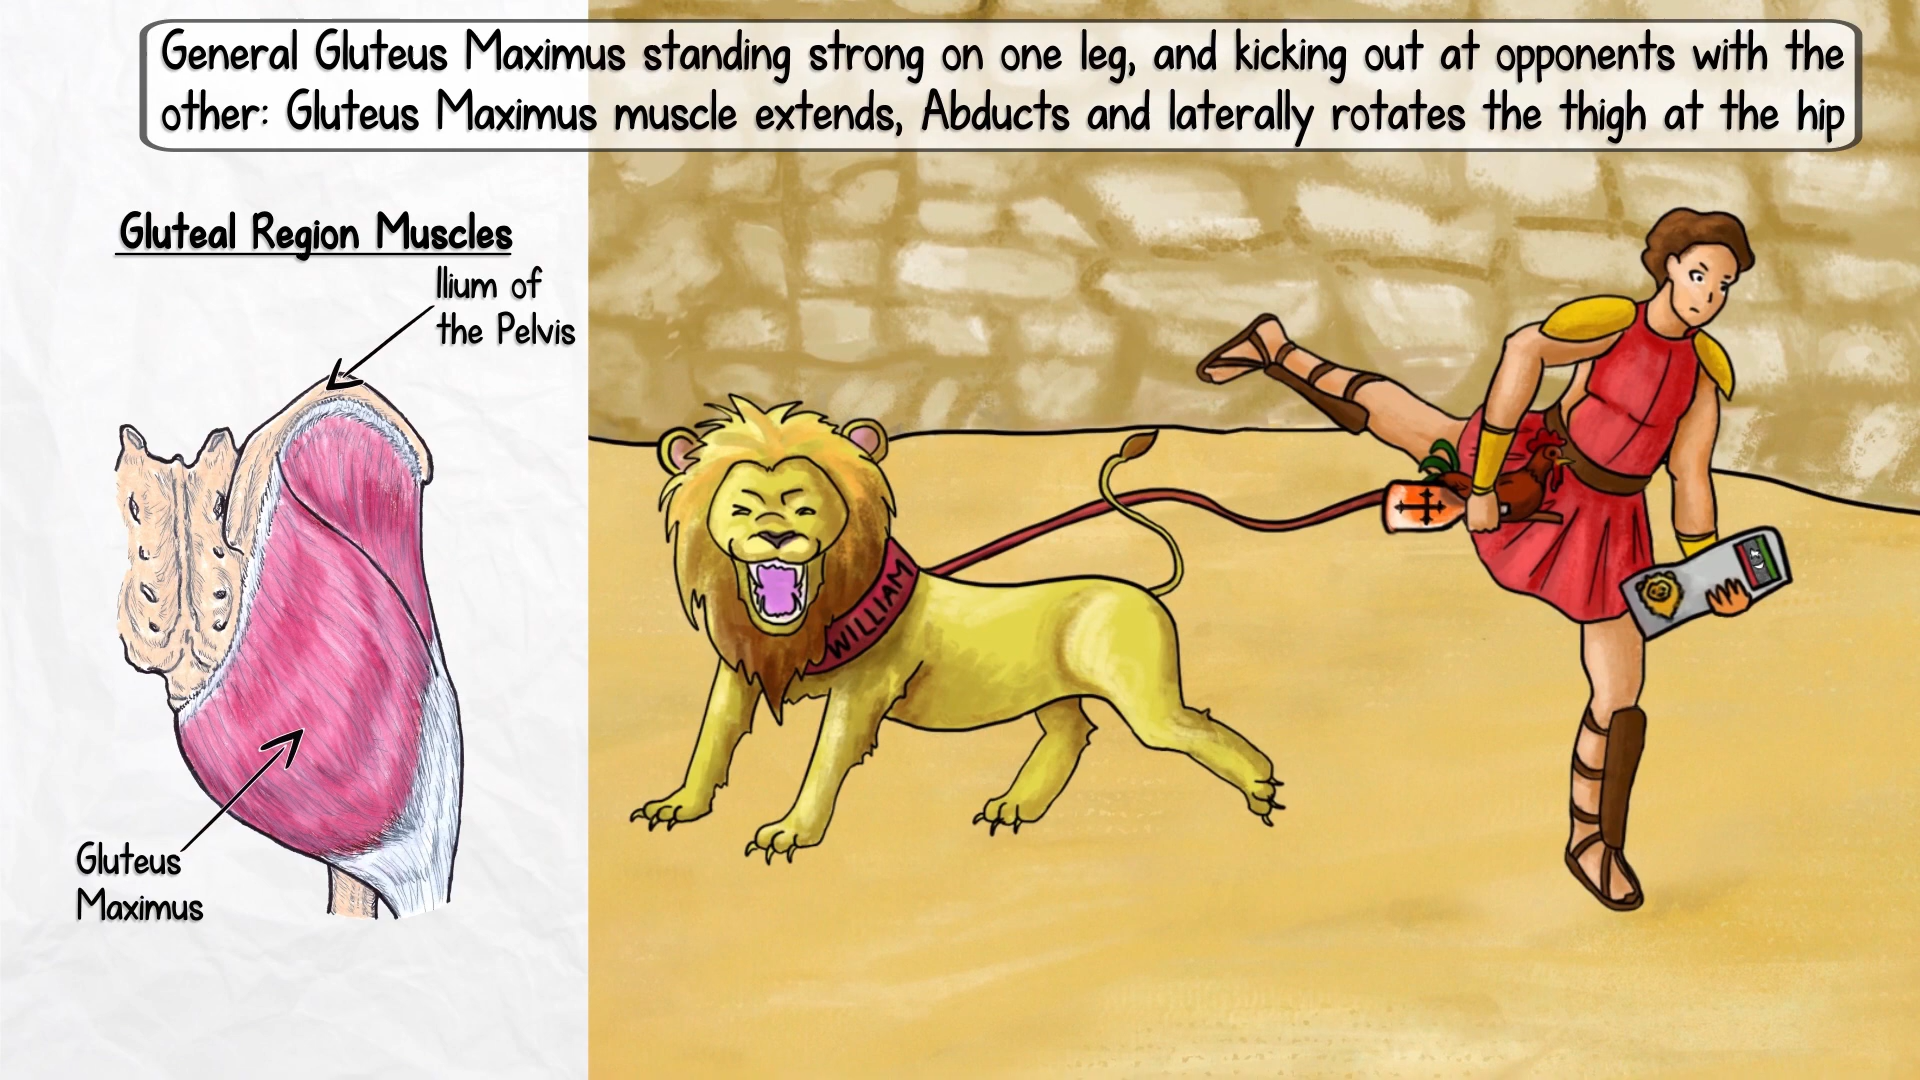 General Gluteus Maximus standing strong on one leg, and kicking out at opponents with the
other: Gluteus Maximus muscle extends, Abducts and laterally rotates the thigh at the hip
Gluteal Region Muscles
Ilium of
the Pelvis
Gluteus
Maximus
WILLIAM